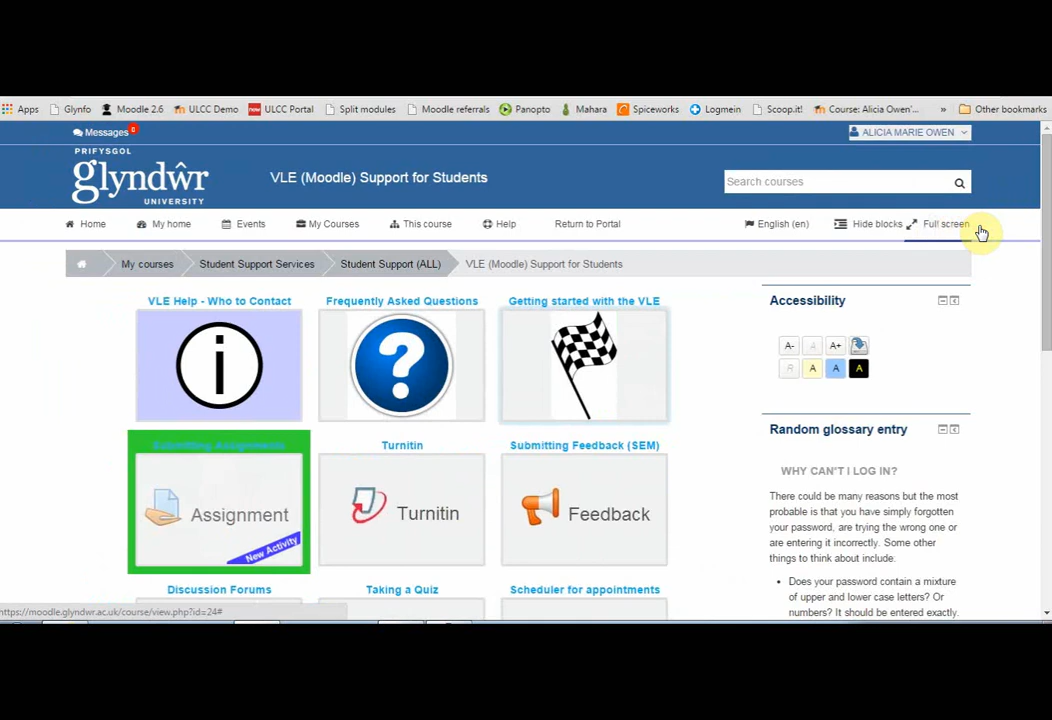 Apps Glynfo Moodle 2.6 ULCC Demo new ULCC Portal Split modules Moodle referrals Panopto Mahara Spiceworks Logmein Scoop.it! Course: Alicia Owen'... » Other bookmarks
Messages ALICIA MARIE OWEN
PRIFYSGOL
glyndŵr
UNIVERSITY
VLE (Moodle) Support for Students
Search courses
Home My home Events My Courses This course Help Return to Portal English (en) Hide blocks Full screen
My courses Student Support Services Student Support (ALL) VLE (Moodle) Support for Students
VLE Help - Who to Contact Frequently Asked Questions Getting started with the VLE
i ?
Accessibility
A- A A+
R A A A
Submitting Assignments Turnitin Submitting Feedback (SEM)
Assignment Turnitin Feedback
New Activity
Random glossary entry
WHY CAN'T I LOG IN?
There could be many reasons but the most
probable is that you have simply forgotten
your password, are trying the wrong one or
are entering it incorrectly. Some other
things to think about include:
• Does your password contain a mixture
of upper and lower case letters? Or
numbers? It should be entered exactly.
Discussion Forums Taking a Quiz Scheduler for appointments
https://moodle.glyndwr.ac.uk/course/view.php?id=24#